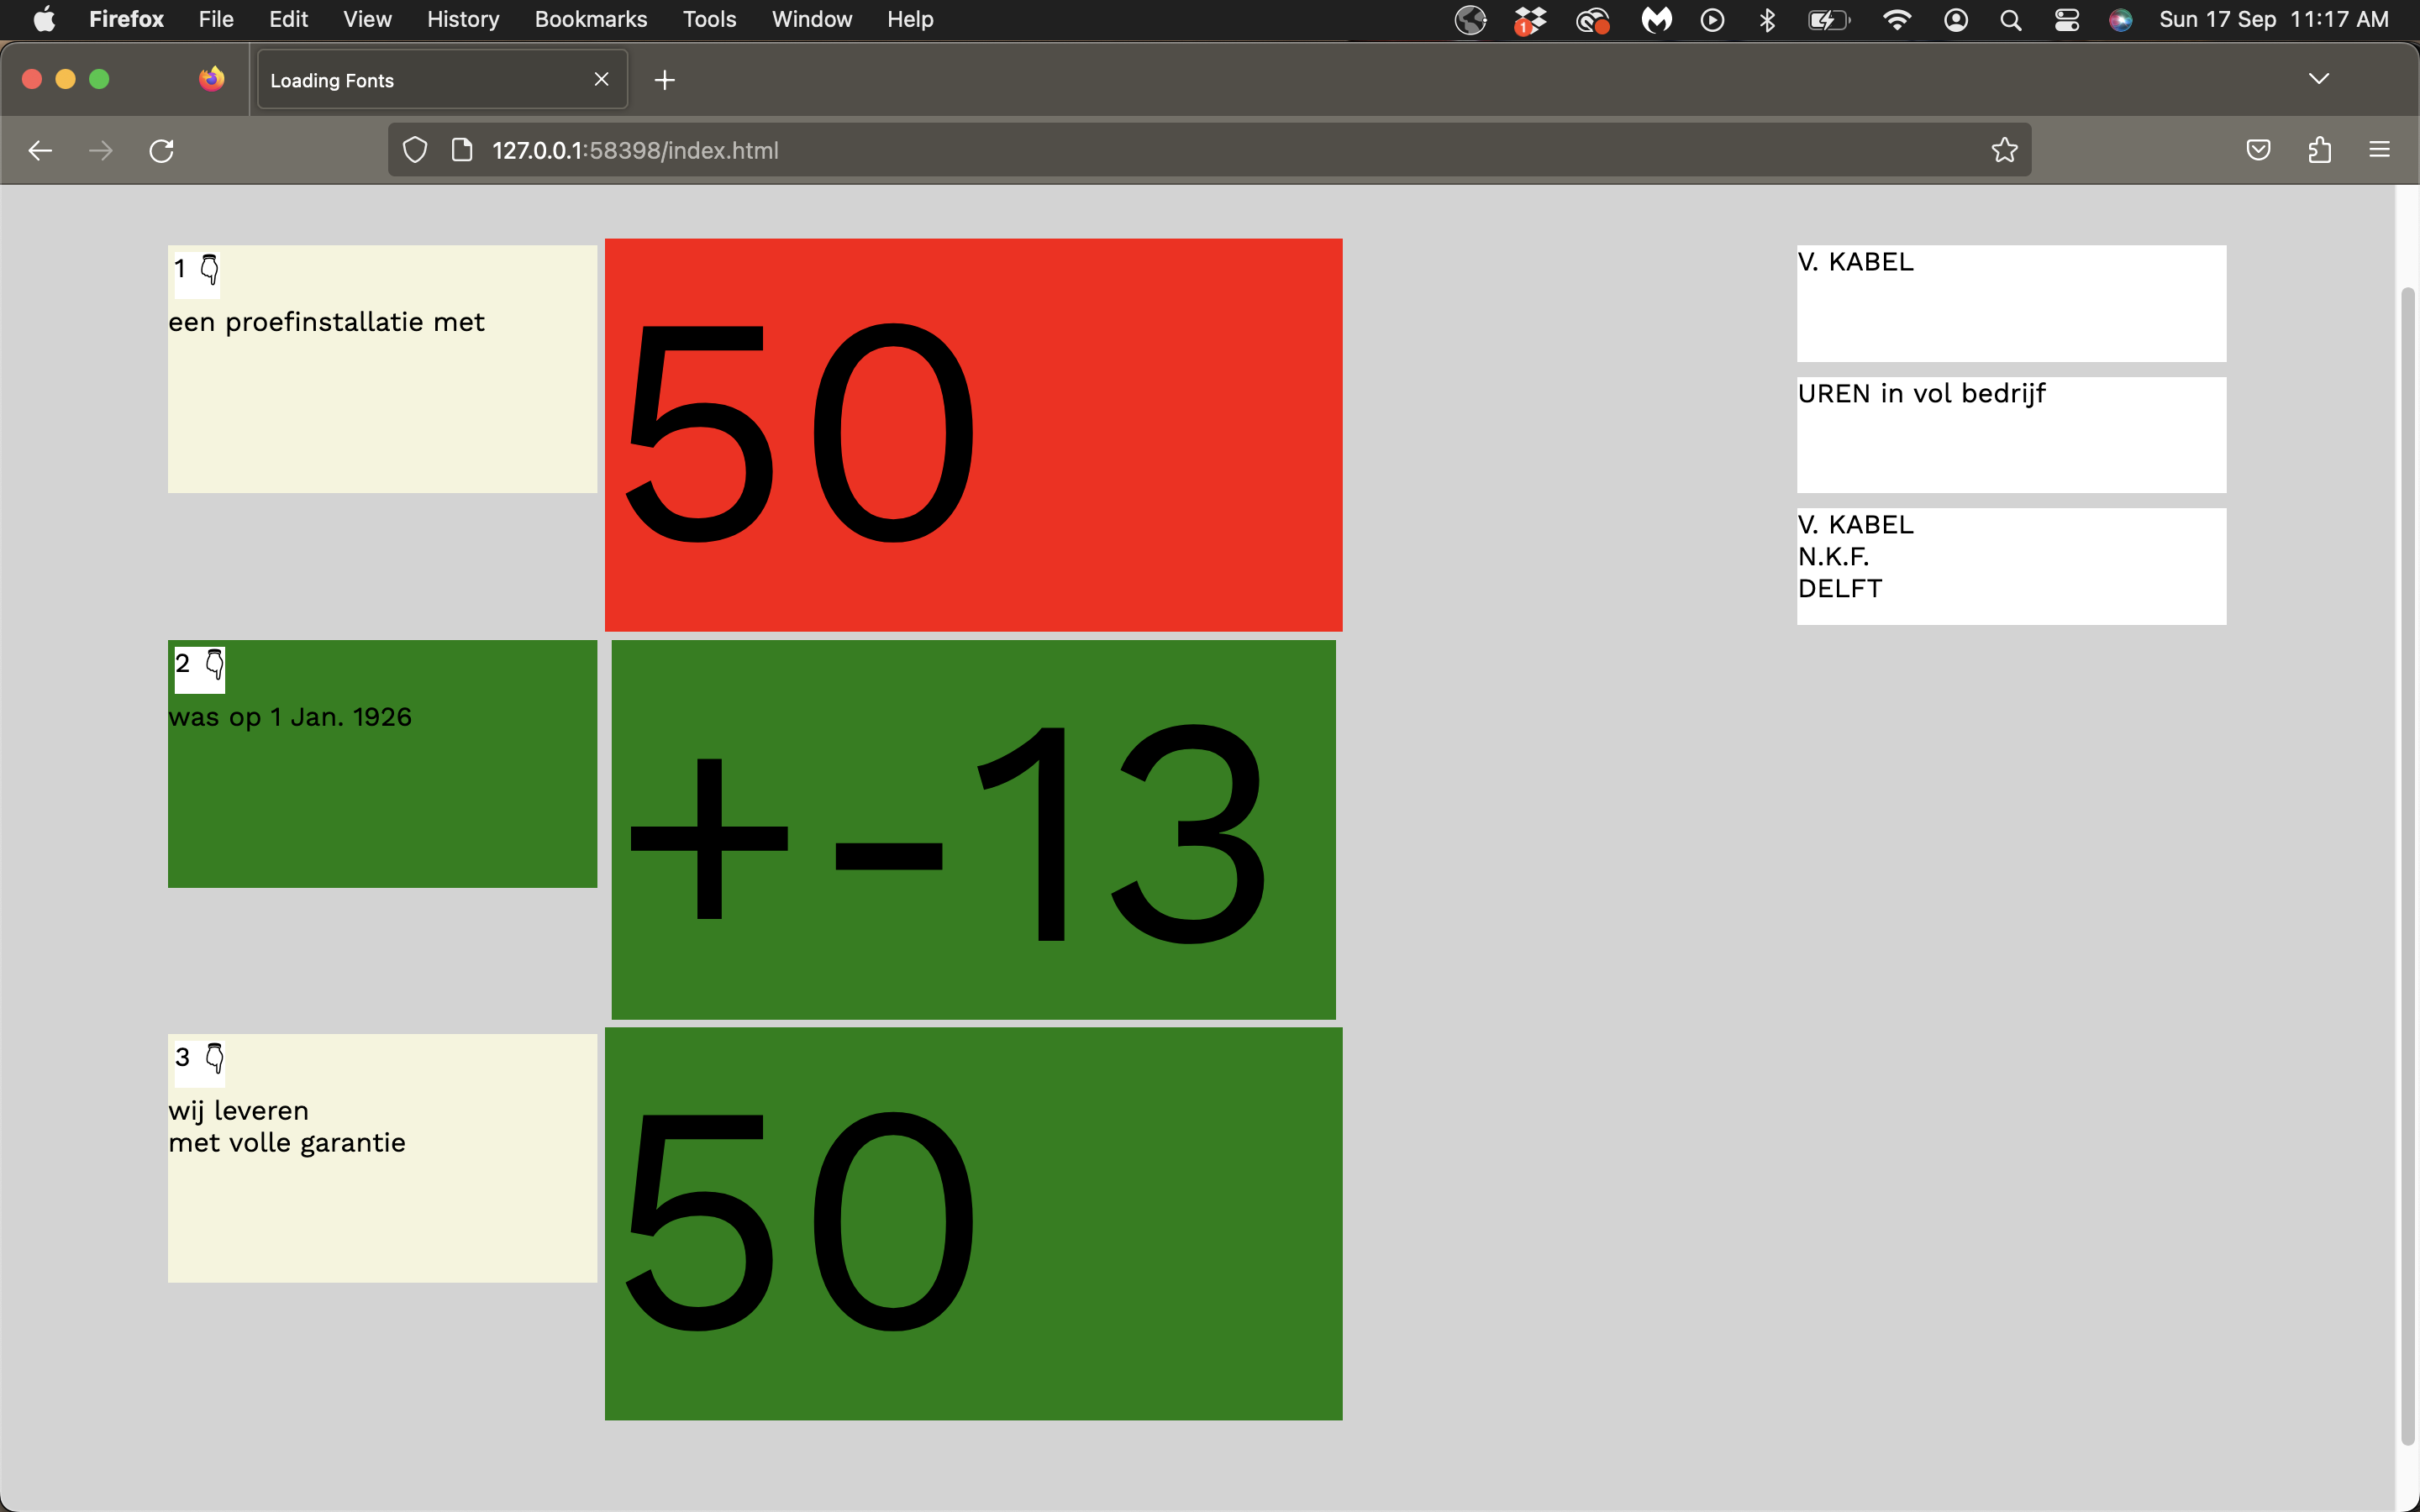 Firefox File Edit View History Bookmarks Tools Window Help 1 Sun 17 Sep 11:17 AM
Loading Fonts
127.0.0.1:58398/index.html
1 👇
een proefinstallatie met
50
V. KABEL
UREN in vol bedrijf
V. KABEL
N.K.F.
DELFT
2 👇
was op 1 Jan. 1926
+-13
3 👇
wij leveren
met volle garantie
50